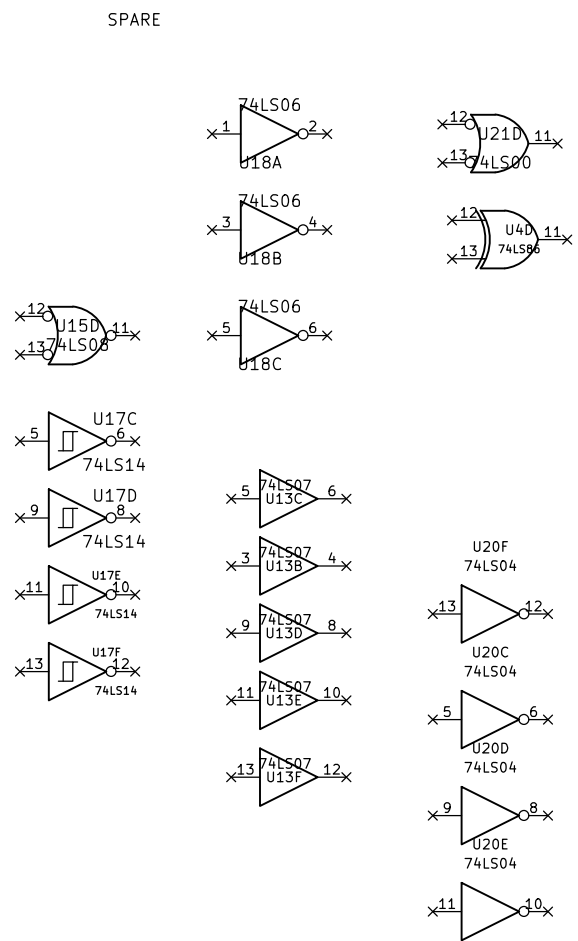 SPARE
74LS06
1 2
U18A
12
13
U21D
74LS00
11
74LS06
3 4
U18B
12
13
U4D
74LS86
11
74LS06
5 6
U18C
12
13
U15D
74LS08
11
U17C
5 6
74LS14
U17D
9 8
74LS14
U17E
11 10
74LS14
U17F
13 12
74LS14
74LS07
5 U13C 6
74LS07
3 U13B 4
74LS07
9 U13D 8
74LS07
11 U13E 10
74LS07
13 U13F 12
U20F
74LS04
13 12
U20C
74LS04
5 6
U20D
74LS04
9 8
U20E
74LS04
11 10